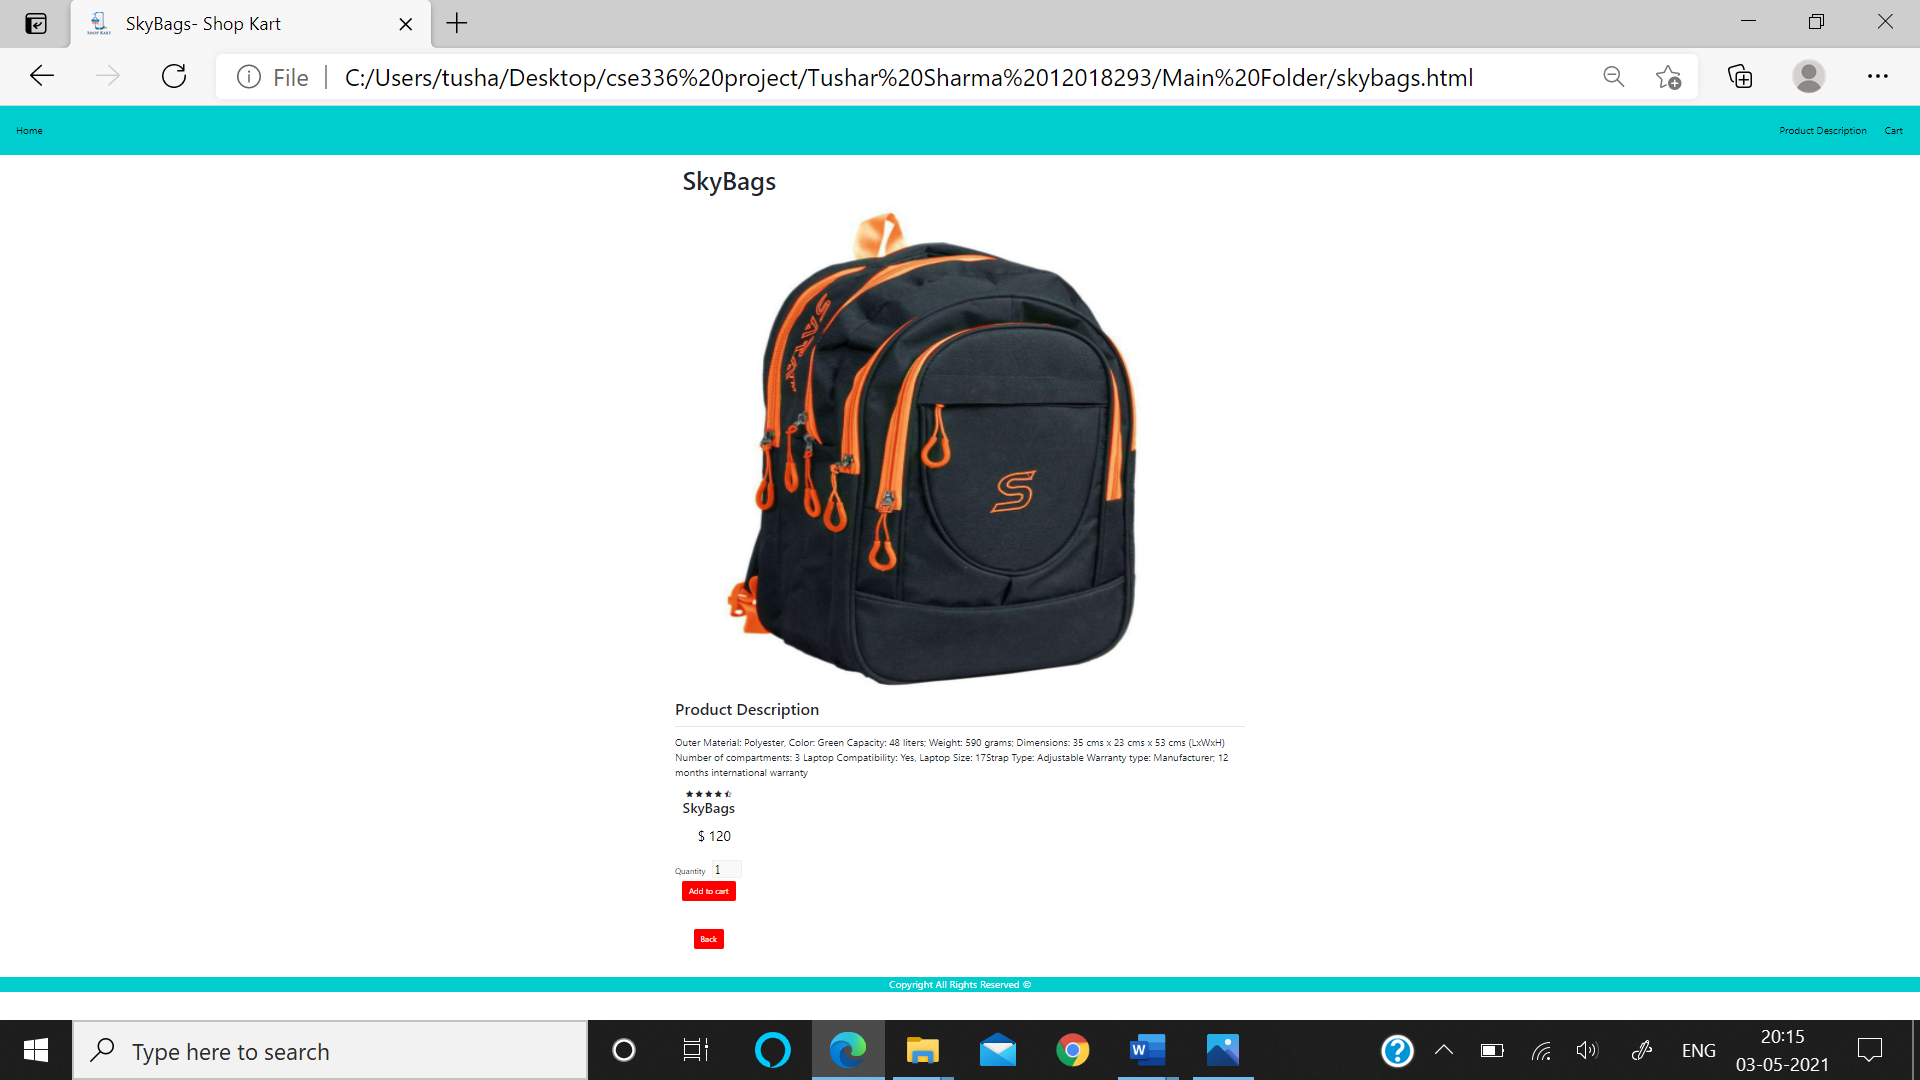 SkyBags- Shop Kart
File
C:/Users/tusha/Desktop/cse336%20project/Tushar%20Sharma%2012018293/Main%20Folder/skybags.html
Home
Product Description
Cart
SkyBags
S
Product Description
Outer Material: Polyester, Color: Green Capacity: 48 liters; Weight: 590 grams; Dimensions: 35 cms x 23 cms x 53 cms (LxWxH)
Number of compartments: 3 Laptop Compatibility: Yes, Laptop Size: 17Strap Type: Adjustable Warranty type: Manufacturer; 12
months international warranty
SkyBags
$ 120
Quantity 1
Add to cart
Back
Copyright All Rights Reserved ©
Type here to search
W
ENG
20:15
03-05-2021